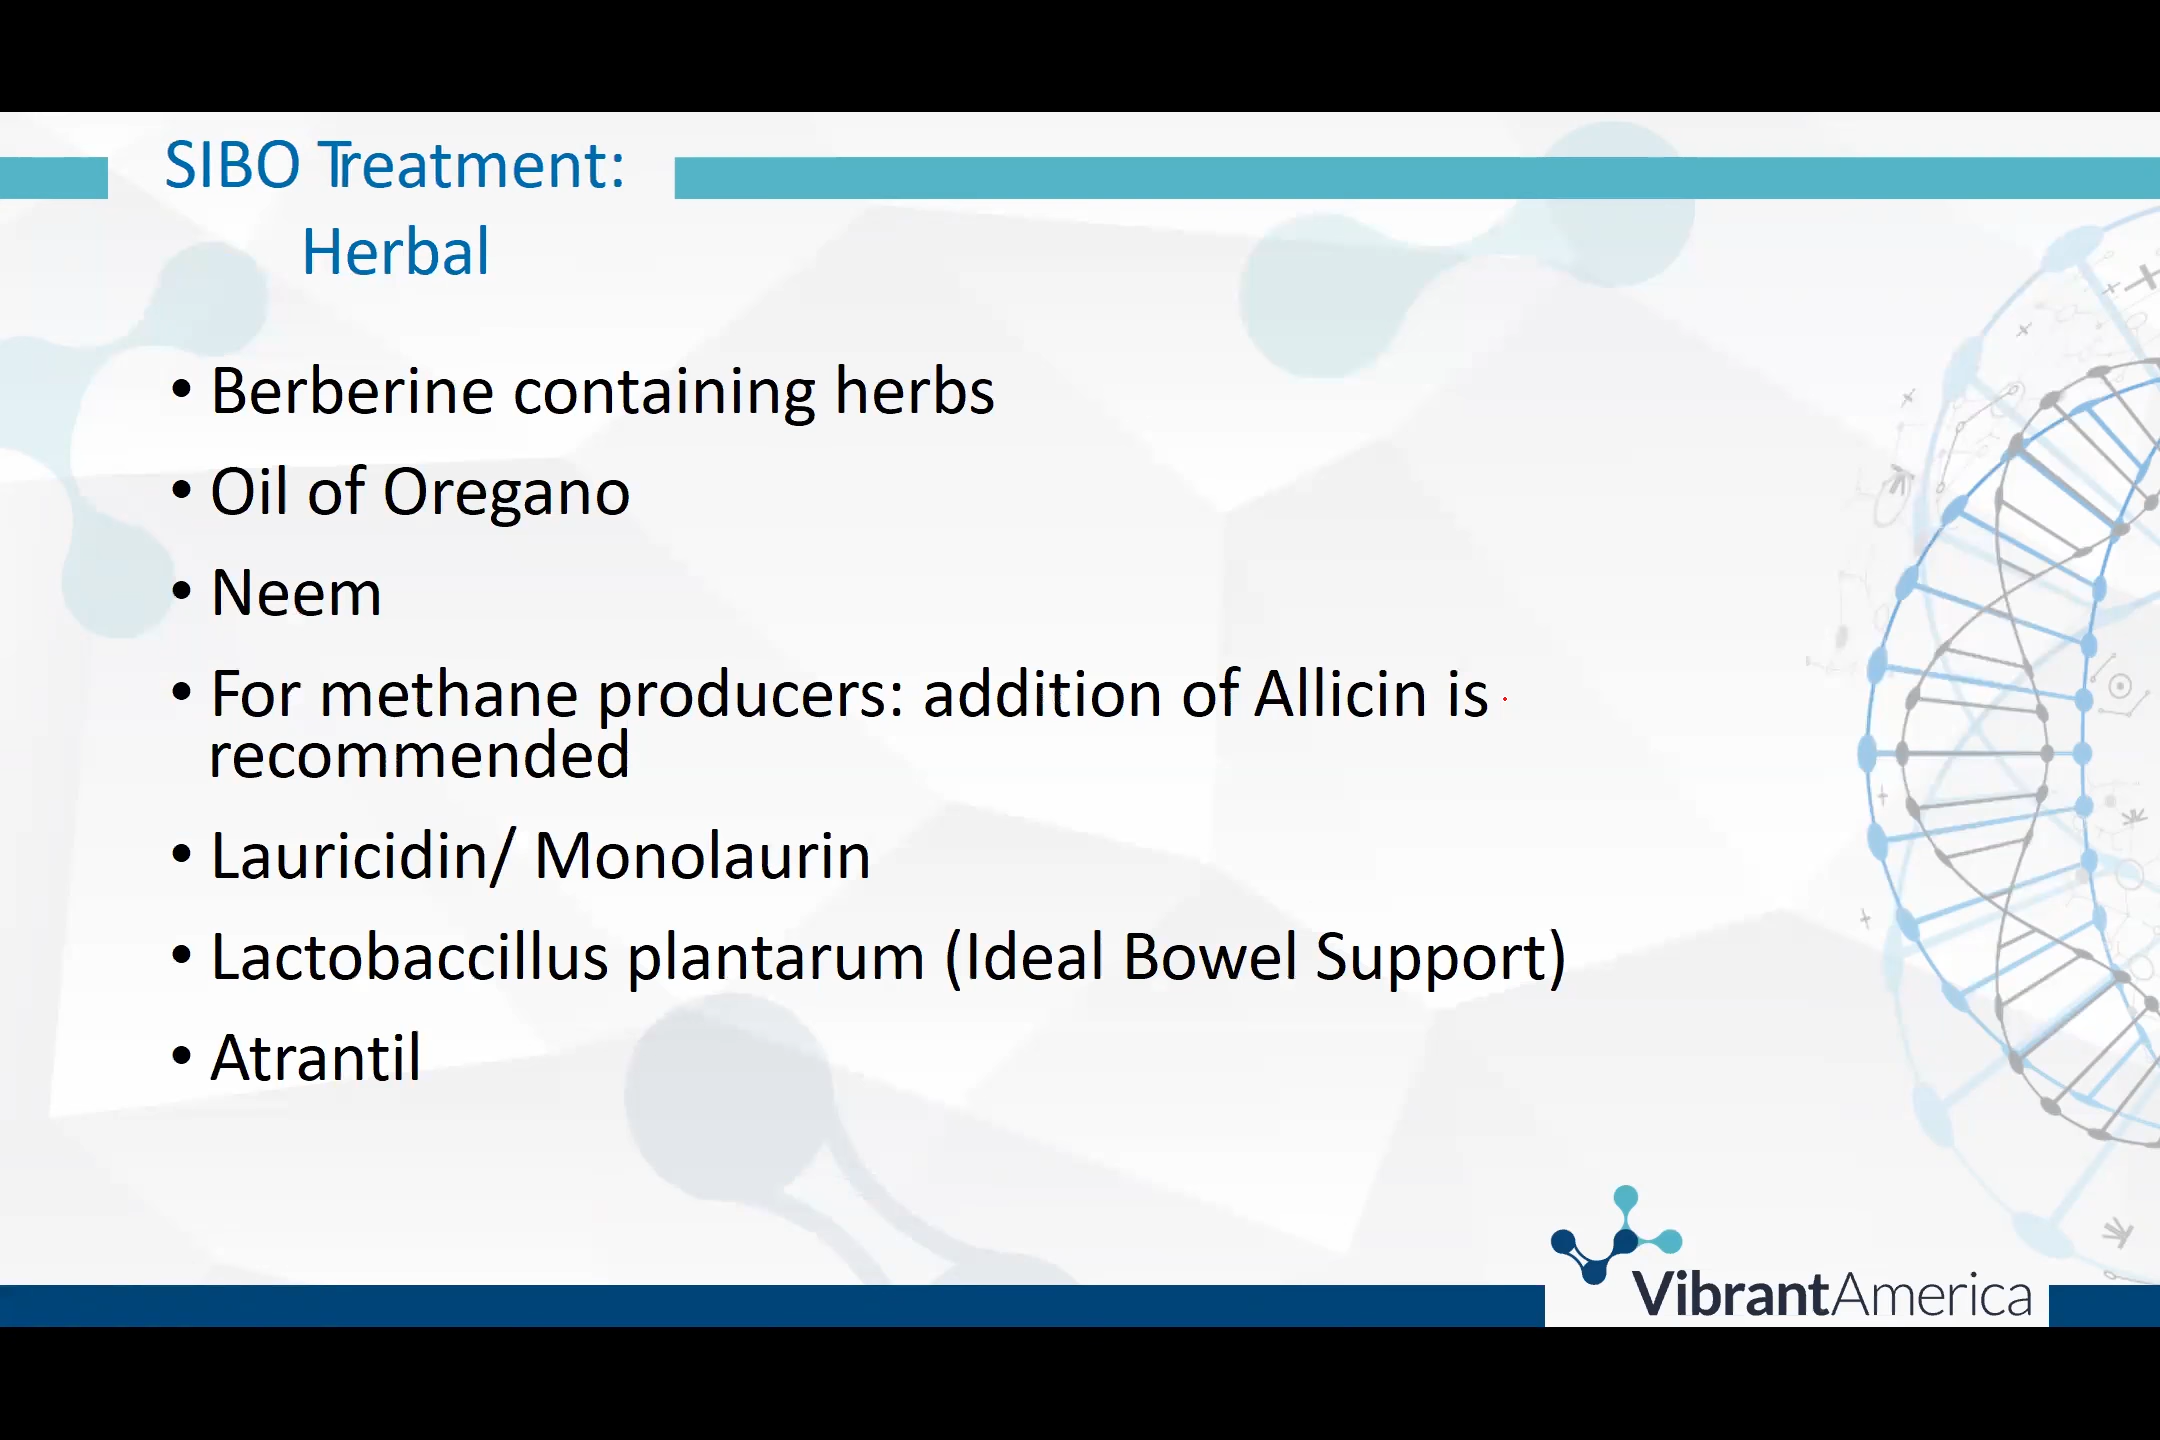 SIBO Treatment:
Herbal
• Berberine containing herbs
• Oil of Oregano
• Neem
• For methane producers: addition of Allicin is
recommended
• Lauricidin/ Monolaurin
• Lactobaccillus plantarum (Ideal Bowel Support)
• Atrantil
VibrantAmerica